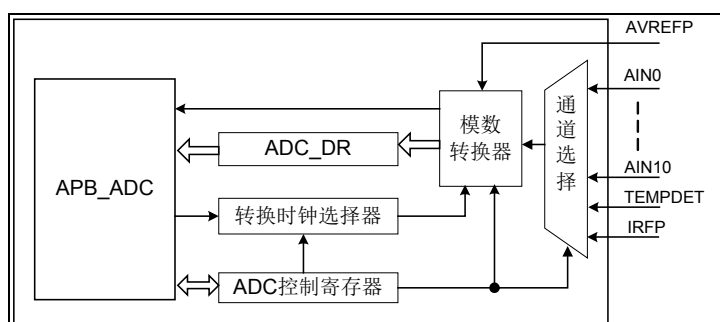 AVREFP
AIN0
通道选择
模数
转换器
ADC_DR
APB_ADC
AIN10
TEMPDET
转换时钟选择器
IRFP
ADC控制寄存器